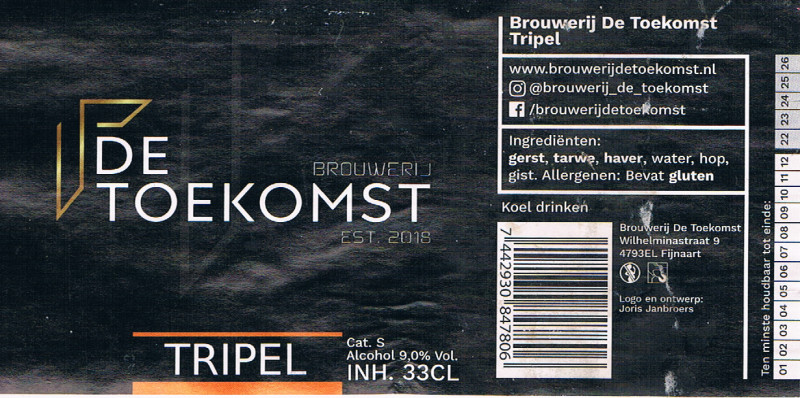 DE
TOEKOMST
BROUWERIJ
EST. 2018
TRIPEL
Cat. S
Alcohol 9,0% Vol.
INH. 33CL
Brouwerij De Toekomst
Tripel
www.brouwerijdetoekomst.nl
@brouwerij_de_toekomst
/brouwerijdetoekomst
Ingrediënten:
gerst, tarwe, haver, water, hop,
gist. Allergenen: Bevat gluten
Koel drinken
7 442930 847806
Brouwerij De Toekomst
Wilhelminastraat 9
4793EL Fijnaart
Logo en ontwerp:
Joris Janbroers
Ten minste houdbaar tot einde:
01 02 03 04 05 06 07 08 09 10 11 12 22 23 24 25 26